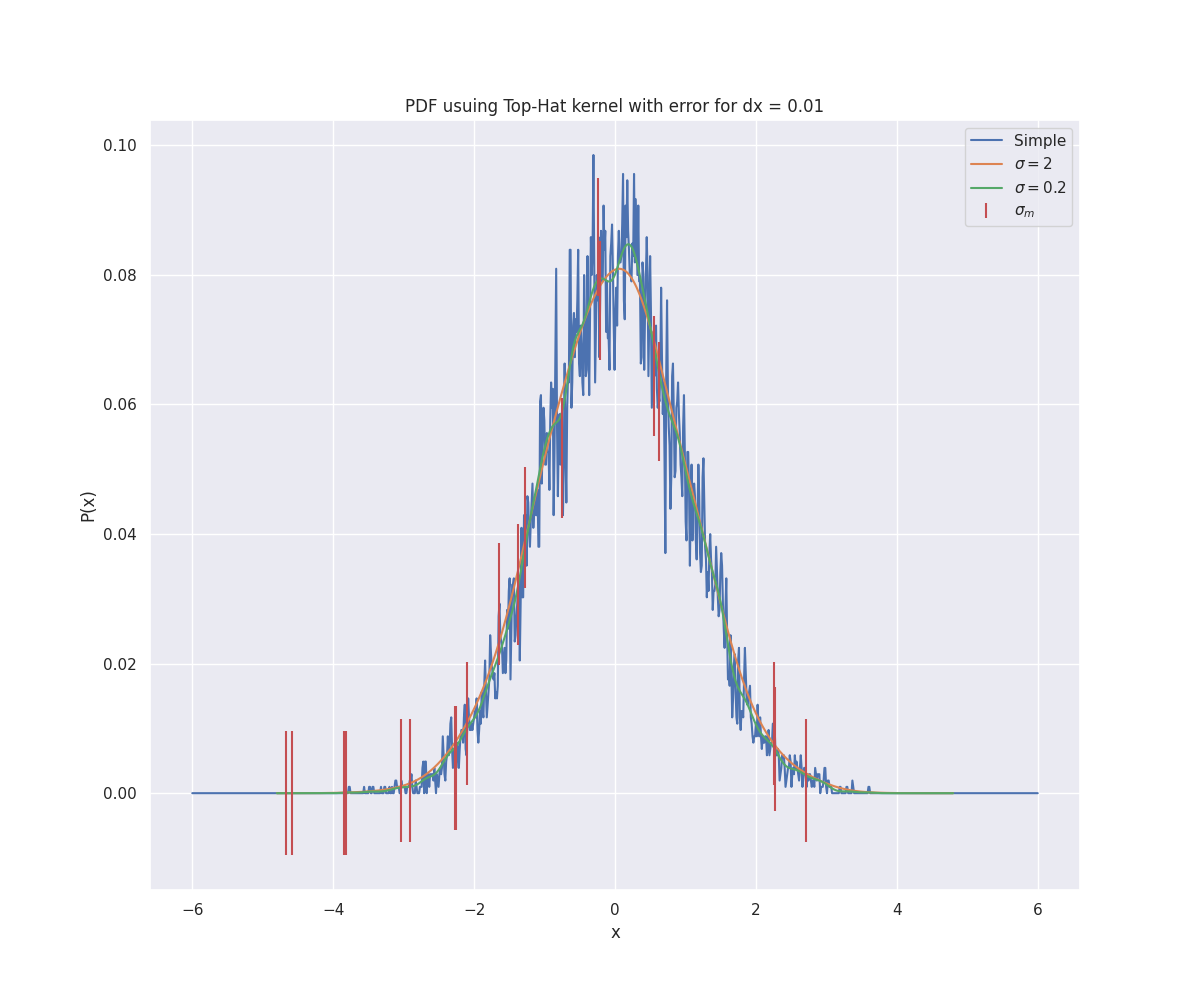 PDF usuing Top-Hat kernel with error for dx = 0.01
Simple
σ = 2
σ = 0.2
σ_m
0.10
0.08
0.06
0.04
0.02
0.00
P(x)
−6 −4 −2 0 2 4 6
x